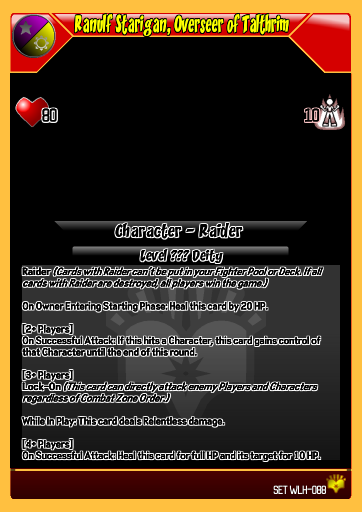 Ranulf Starigan, Overseer of Talthrim
80
10
Character - Raider
Level ??? Deity
Raider (Cards with Raider can't be put in your Fighter Pool or Deck. If all
cards with Raider are destroyed, all players win the game.)
On Owner Entering Starting Phase: Heal this card by 20 HP.
[2+ Players]
On Successful Attack: If this hits a Character, this card gains control of
that Character until the end of this round.
[3+ Players]
Lock-On (This card can directly attack enemy Players and Characters
regardless of Combat Zone Order.)
While In Play: This card deals Relentless damage.
[4+ Players]
On Successful Attack: Heal this card for full HP and its target for 10 HP.
SET WLH-088